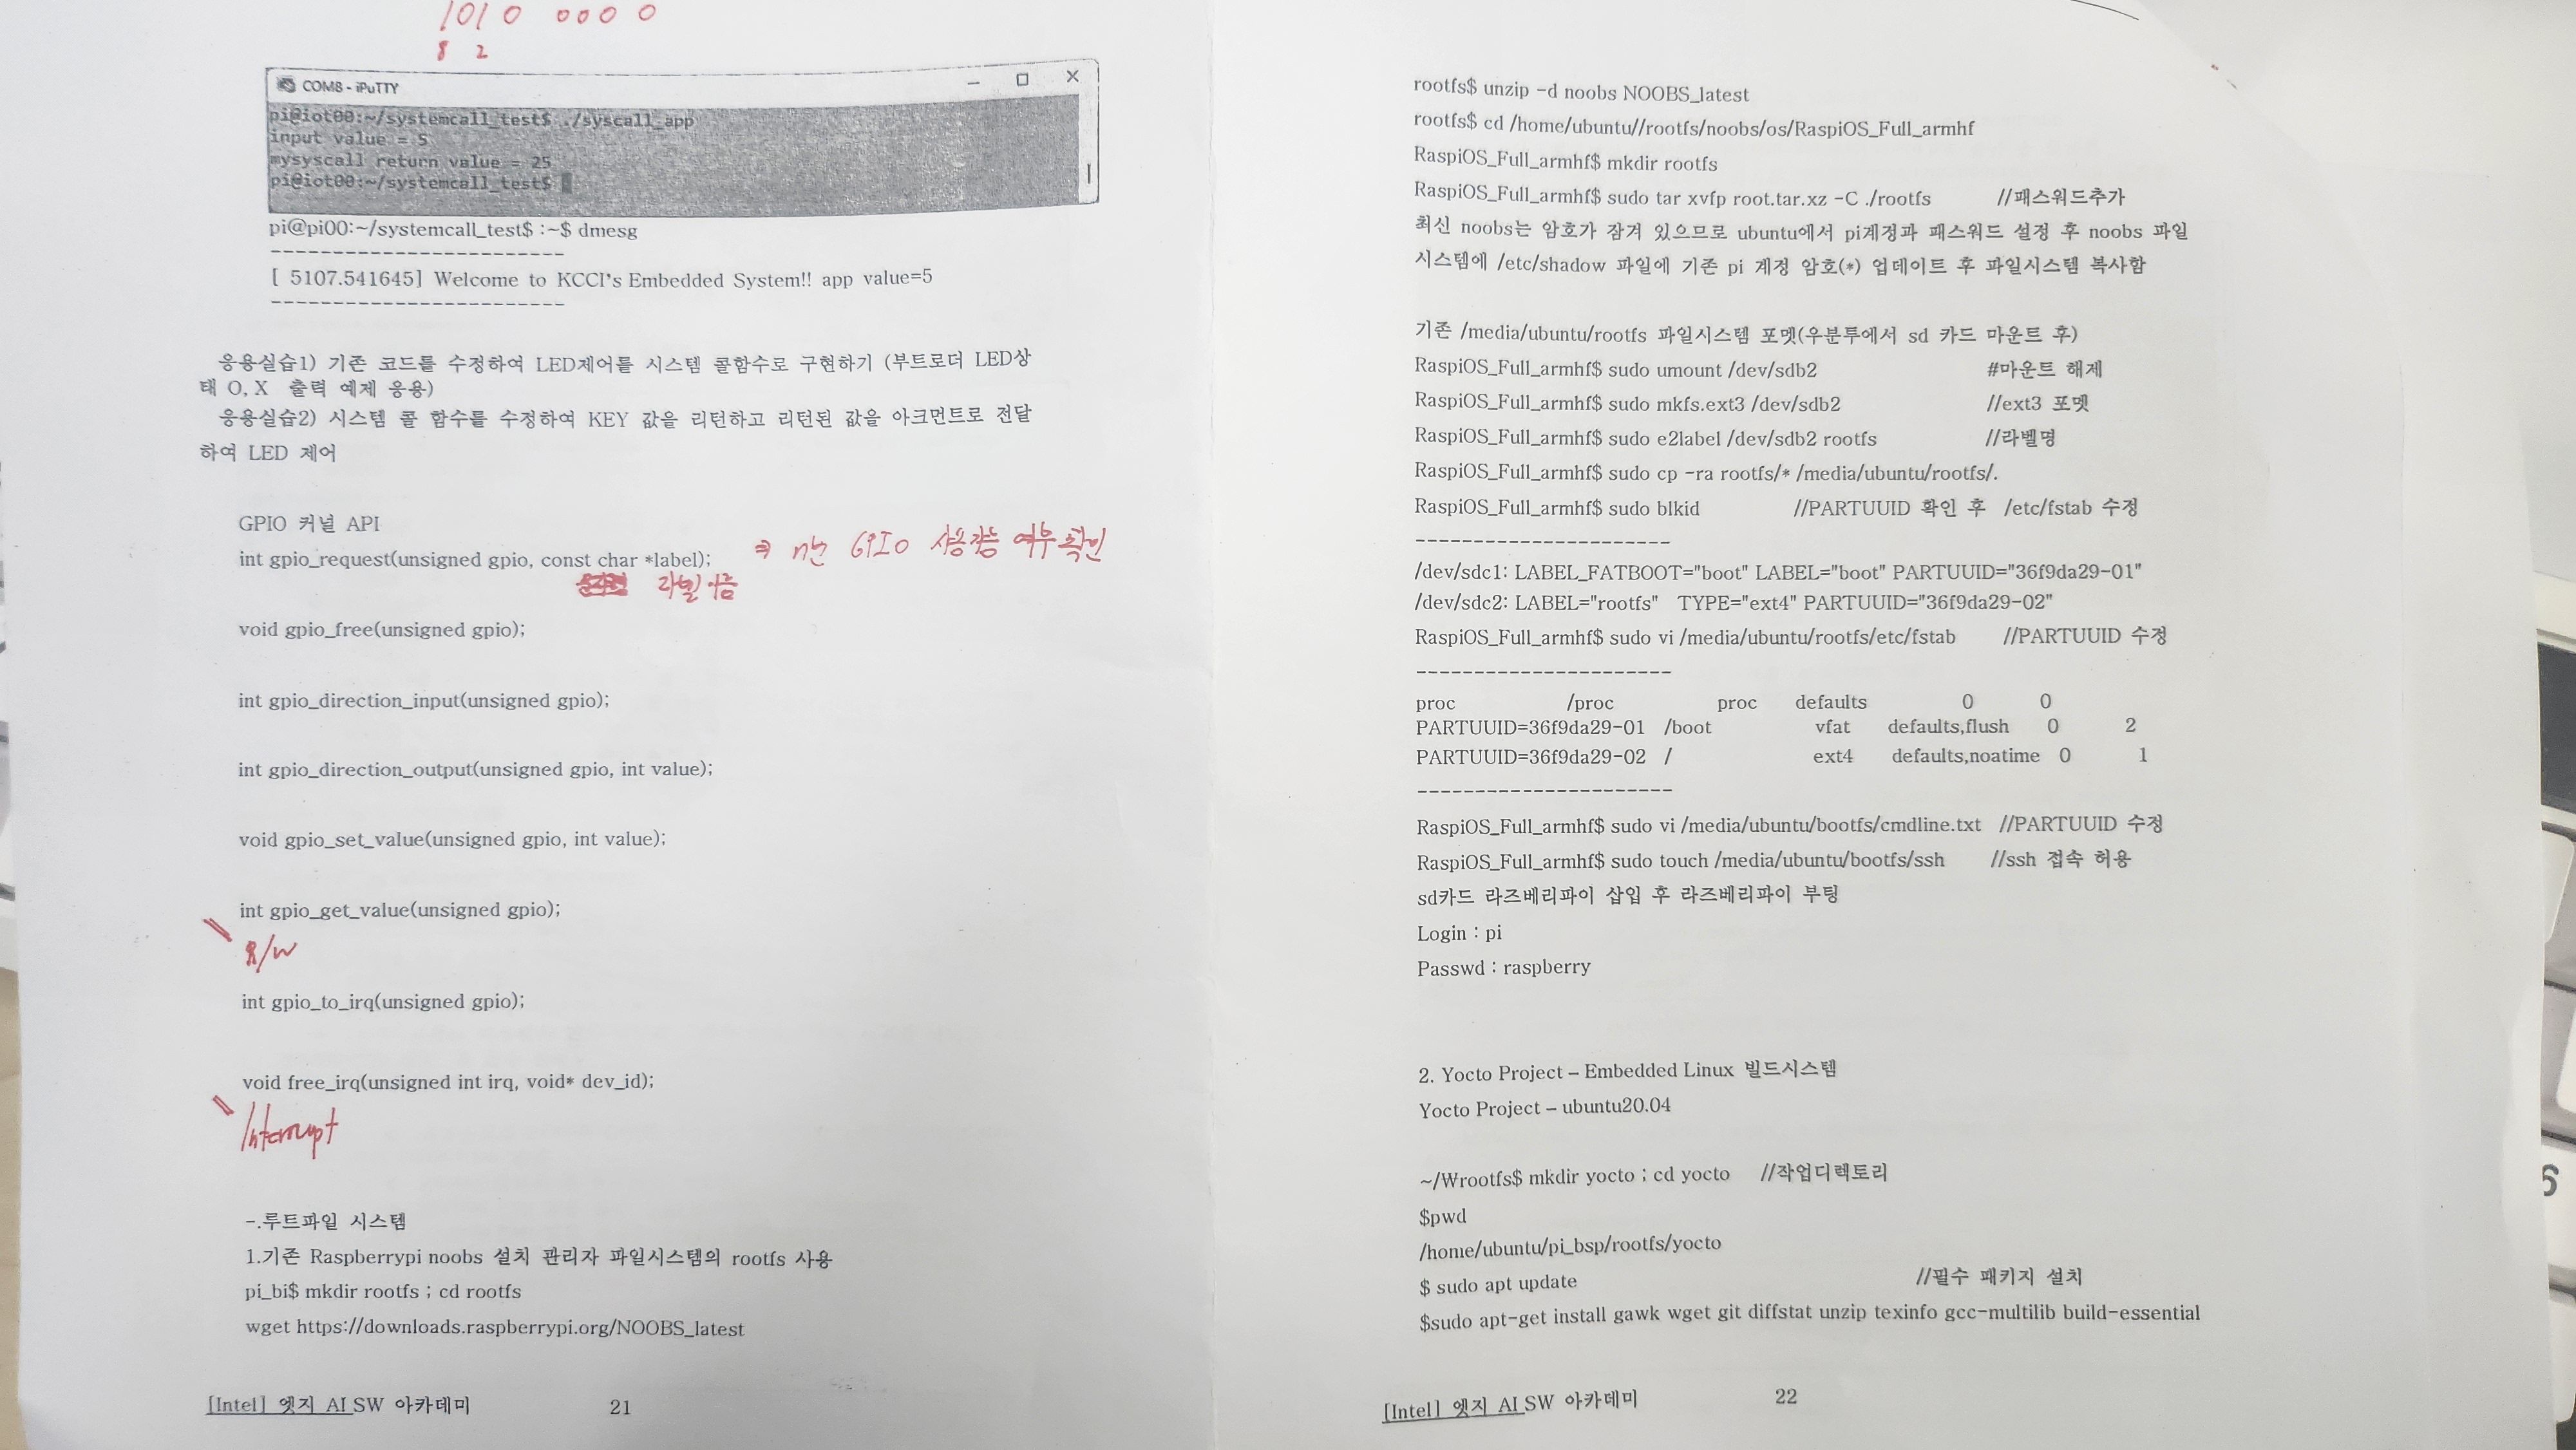 1010 0000
8 2
COM8 - iPuTTY
pi@iot00:~/systemcall_test$ ./syscall_app
input value = 5
mysyscall return value = 25
pi@iot00:~/systemcall_test$
pi@pi00:~/systemcall_test$ :~$ dmesg
-------------------------
[ 5107.541645] Welcome to KCCI's Embedded System!! app value=5
-------------------------
응용실습1) 기존 코드를 수정하여 LED제어를 시스템 콜함수로 구현하기 (부트로더 LED상
태 O, X 출력 예제 응용)
응용실습2) 시스템 콜 함수를 수정하여 KEY 값을 리턴하고 리턴된 값을 아크먼트로 전달
하여 LED 제어
GPIO 커널 API
int gpio_request(unsigned gpio, const char *label); ⇒ n번 GPIO 사용가능 여부 확인
라벨이름
void gpio_free(unsigned gpio);
int gpio_direction_input(unsigned gpio);
int gpio_direction_output(unsigned gpio, int value);
void gpio_set_value(unsigned gpio, int value);
int gpio_get_value(unsigned gpio);
R/W
int gpio_to_irq(unsigned gpio);
void free_irq(unsigned int irq, void* dev_id);
Interrupt
-.루트파일 시스템
1.기존 Raspberrypi noobs 설치 관리자 파일시스템의 rootfs 사용
pi_bi$ mkdir rootfs ; cd rootfs
wget https://downloads.raspberrypi.org/NOOBS_latest
[Intel] 엣지 AI SW 아카데미 21
rootfs$ unzip -d noobs NOOBS_latest
rootfs$ cd /home/ubuntu//rootfs/noobs/os/RaspiOS_Full_armhf
RaspiOS_Full_armhf$ mkdir rootfs
RaspiOS_Full_armhf$ sudo tar xvfp root.tar.xz -C ./rootfs //패스워드추가
최신 noobs는 암호가 잠겨 있으므로 ubuntu에서 pi계정과 패스워드 설정 후 noobs 파일
시스템에 /etc/shadow 파일에 기존 pi 계정 암호(*) 업데이트 후 파일시스템 복사함
기존 /media/ubuntu/rootfs 파일시스템 포멧(우분투에서 sd 카드 마운트 후)
RaspiOS_Full_armhf$ sudo umount /dev/sdb2 #마운트 해제
RaspiOS_Full_armhf$ sudo mkfs.ext3 /dev/sdb2 //ext3 포멧
RaspiOS_Full_armhf$ sudo e2label /dev/sdb2 rootfs //라벨명
RaspiOS_Full_armhf$ sudo cp -ra rootfs/* /media/ubuntu/rootfs/.
RaspiOS_Full_armhf$ sudo blkid //PARTUUID 확인 후 /etc/fstab 수정
----------------------
/dev/sdc1: LABEL_FATBOOT="boot" LABEL="boot" PARTUUID="36f9da29-01"
/dev/sdc2: LABEL="rootfs" TYPE="ext4" PARTUUID="36f9da29-02"
RaspiOS_Full_armhf$ sudo vi /media/ubuntu/rootfs/etc/fstab //PARTUUID 수정
----------------------
proc /proc proc defaults 0 0
PARTUUID=36f9da29-01 /boot vfat defaults,flush 0 2
PARTUUID=36f9da29-02 / ext4 defaults,noatime 0 1
----------------------
RaspiOS_Full_armhf$ sudo vi /media/ubuntu/bootfs/cmdline.txt //PARTUUID 수정
RaspiOS_Full_armhf$ sudo touch /media/ubuntu/bootfs/ssh //ssh 접속 허용
sd카드 라즈베리파이 삽입 후 라즈베리파이 부팅
Login : pi
Passwd : raspberry
2. Yocto Project – Embedded Linux 빌드시스템
Yocto Project – ubuntu20.04
~/Wrootfs$ mkdir yocto ; cd yocto //작업디렉토리
$pwd
/home/ubuntu/pi_bsp/rootfs/yocto
$ sudo apt update //필수 패키지 설치
$sudo apt-get install gawk wget git diffstat unzip texinfo gcc-multilib build-essential
[Intel] 엣지 AI SW 아카데미 22
6